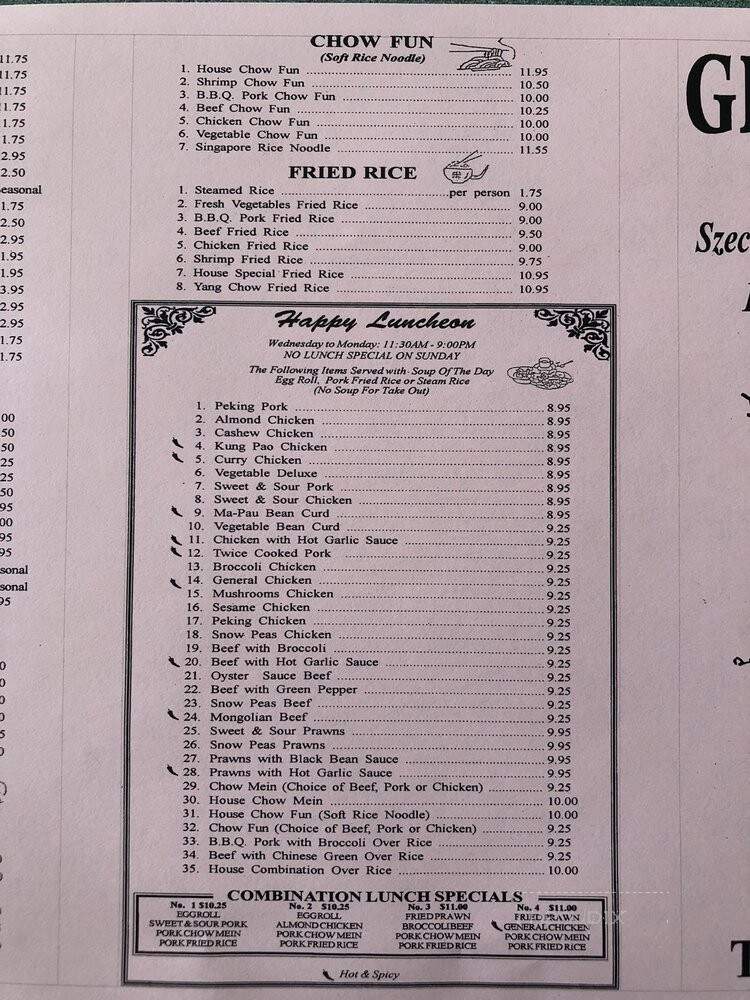 11.75
11.75
11.75
11.75
1.75
1.75
2.95
2.50
Seasonal
1.75
2.50
2.95
1.95
1.95
3.95
2.95
2.95
1.75
1.75
00
50
50
25
25
50
95
00
95
95
sonal
sonal
95
CHOW FUN
(Soft Rice Noodle)
1. House Chow Fun 11.95
2. Shrimp Chow Fun 10.50
3. B.B.Q. Pork Chow Fun 10.00
4. Beef Chow Fun 10.25
5. Chicken Chow Fun 10.00
6. Vegetable Chow Fun 10.00
7. Singapore Rice Noodle 11.55
FRIED RICE
1. Steamed Rice per person 1.75
2. Fresh Vegetables Fried Rice 9.00
3. B.B.Q. Pork Fried Rice 9.00
4. Beef Fried Rice 9.50
5. Chicken Fried Rice 9.00
6. Shrimp Fried Rice 9.75
7. House Special Fried Rice 10.95
8. Yang Chow Fried Rice 10.95
Happy Luncheon
Wednesday to Monday: 11:30AM - 9:00PM
NO LUNCH SPECIAL ON SUNDAY
The Following Items Served with Soup Of The Day
Egg Roll, Pork Fried Rice or Steam Rice
(No Soup For Take Out)
1. Peking Pork 8.95
2. Almond Chicken 8.95
3. Cashew Chicken 8.95
4. Kung Pao Chicken 8.95
5. Curry Chicken 8.95
6. Vegetable Deluxe 8.95
7. Sweet & Sour Pork 8.95
8. Sweet & Sour Chicken 8.95
9. Ma-Pau Bean Curd 8.95
10. Vegetable Bean Curd 9.25
11. Chicken with Hot Garlic Sauce 9.25
12. Twice Cooked Pork 9.25
13. Broccoli Chicken 9.25
14. General Chicken 9.25
15. Mushrooms Chicken 9.25
16. Sesame Chicken 9.25
17. Peking Chicken 9.25
18. Snow Peas Chicken 9.25
19. Beef with Broccoli 9.25
20. Beef with Hot Garlic Sauce 9.25
21. Oyster Sauce Beef 9.25
22. Beef with Green Pepper 9.25
23. Snow Peas Beef 9.25
24. Mongolian Beef 9.25
25. Sweet & Sour Prawns 9.95
26. Snow Peas Prawns 9.95
27. Prawns with Black Bean Sauce 9.95
28. Prawns with Hot Garlic Sauce 9.95
29. Chow Mein (Choice of Beef, Pork or Chicken) 9.25
30. House Chow Mein 10.00
31. House Chow Fun (Soft Rice Noodle) 10.00
32. Chow Fun (Choice of Beef, Pork or Chicken) 9.25
33. B.B.Q. Pork with Broccoli Over Rice 9.25
34. Beef with Chinese Green Over Rice 9.25
35. House Combination Over Rice 10.00
COMBINATION LUNCH SPECIALS
No. 1 $10.25
EGGROLL
SWEET & SOUR PORK
PORK CHOW MEIN
PORK FRIED RICE
No. 2 $10.25
EGGROLL
ALMOND CHICKEN
PORK CHOW MEIN
PORK FRIED RICE
No. 3 $11.00
FRIED PRAWN
BROCCOLI BEEF
PORK CHOW MEIN
PORK FRIED RICE
No. 4 $11.00
FRIED PRAWN
GENERAL CHICKEN
PORK CHOW MEIN
PORK FRIED RICE
Hot & Spicy
Szec